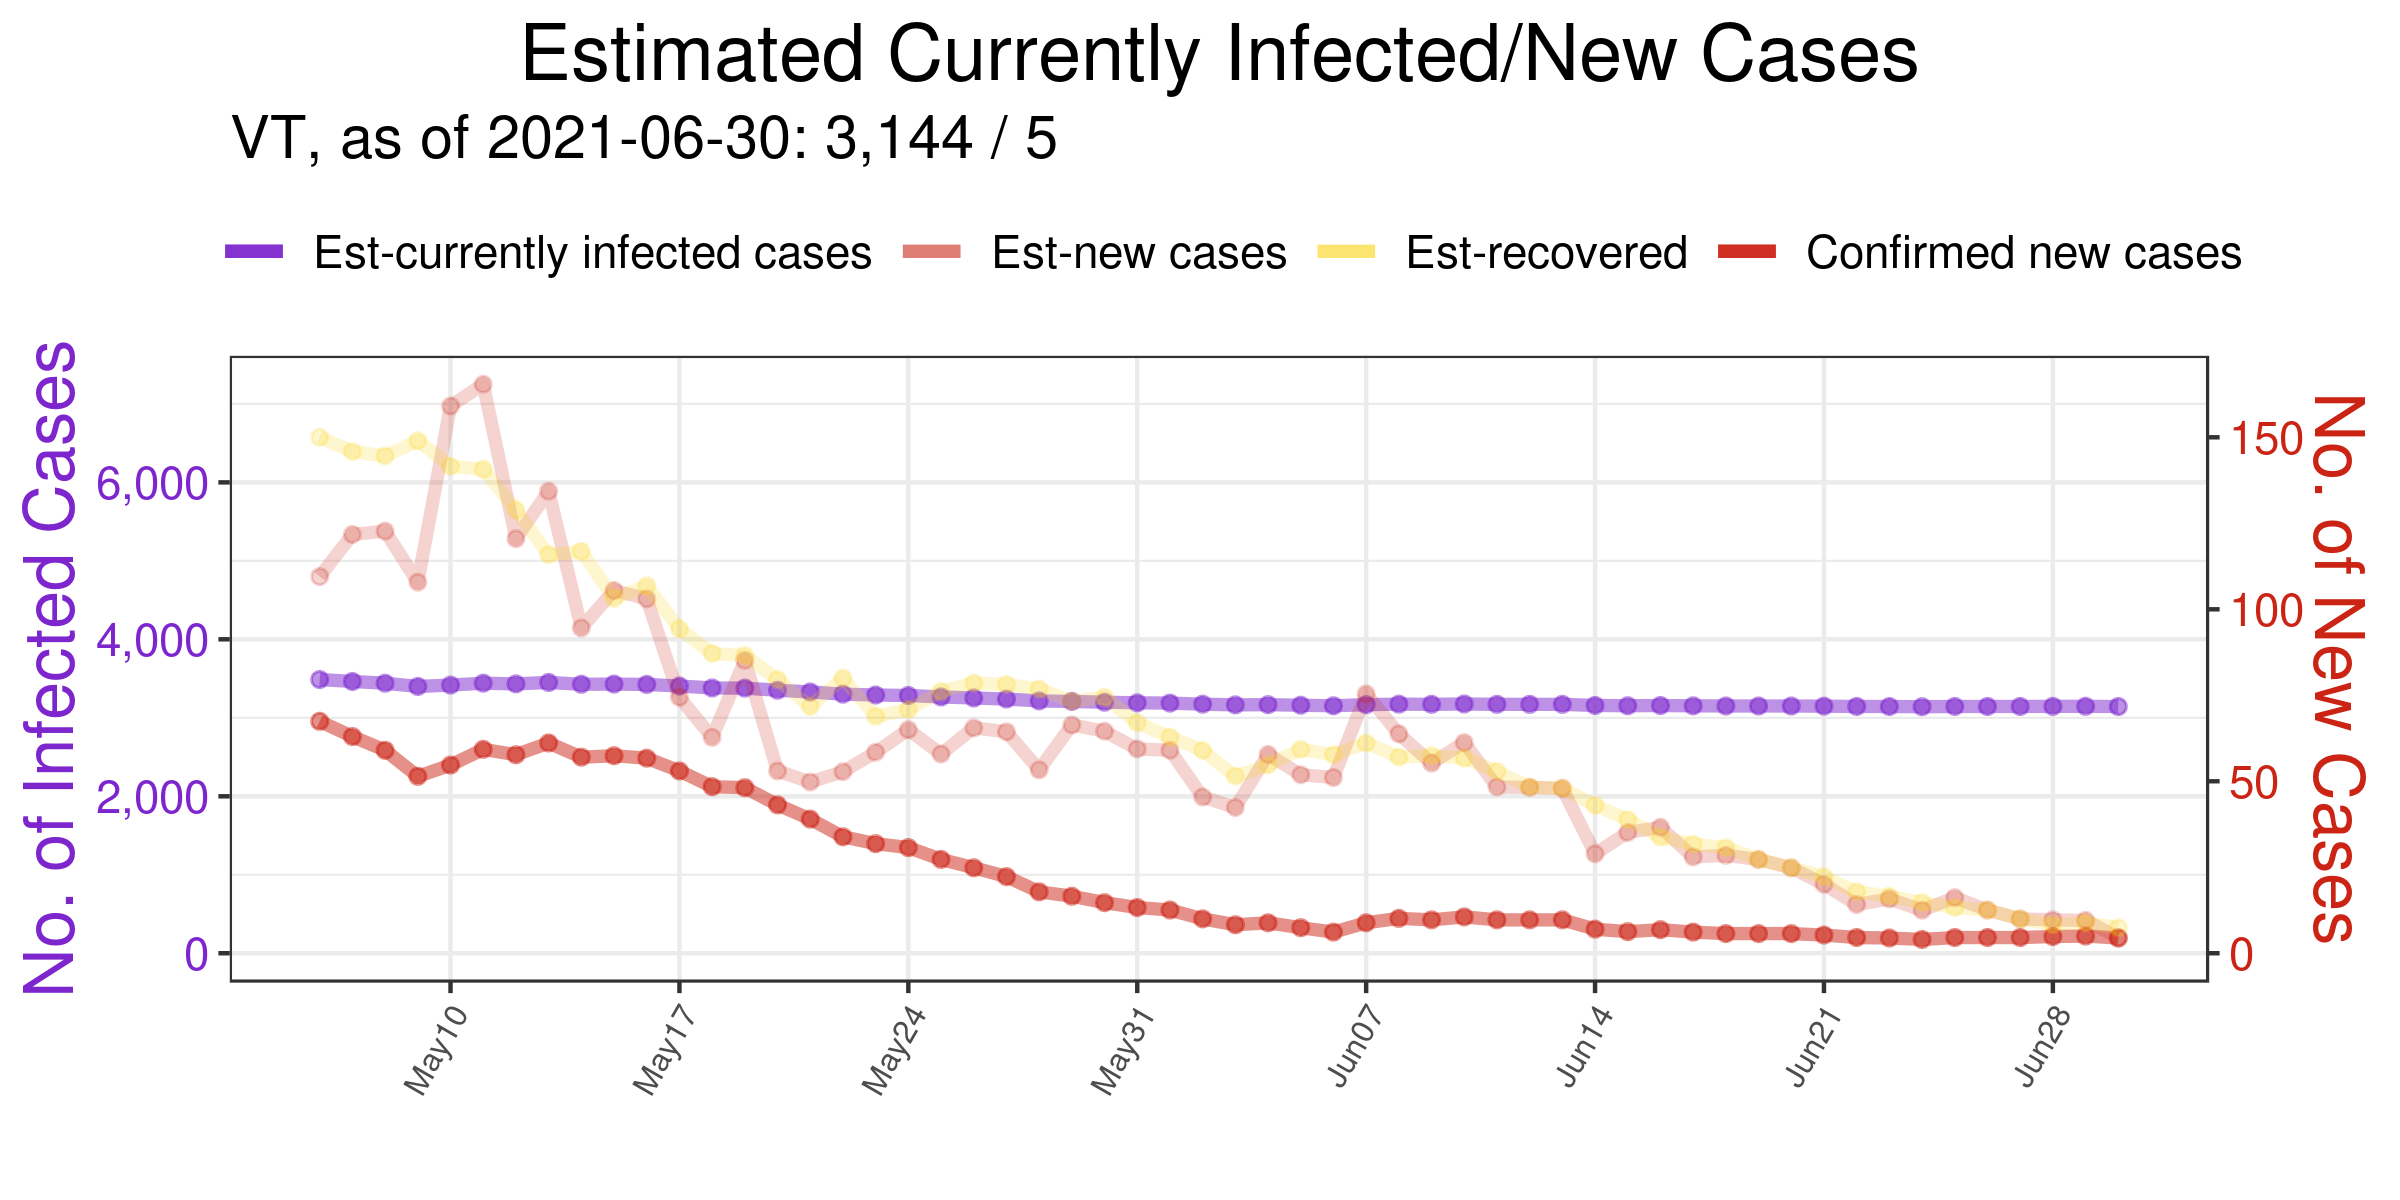 Estimated Currently Infected/New Cases
VT, as of 2021-06-30: 3,144 / 5
Est-currently infected cases Est-new cases Est-recovered Confirmed new cases
No. of Infected Cases
6,000
4,000
2,000
0
150
100
50
0
No. of New Cases
May10 May17 May24 May31 Jun07 Jun14 Jun21 Jun28